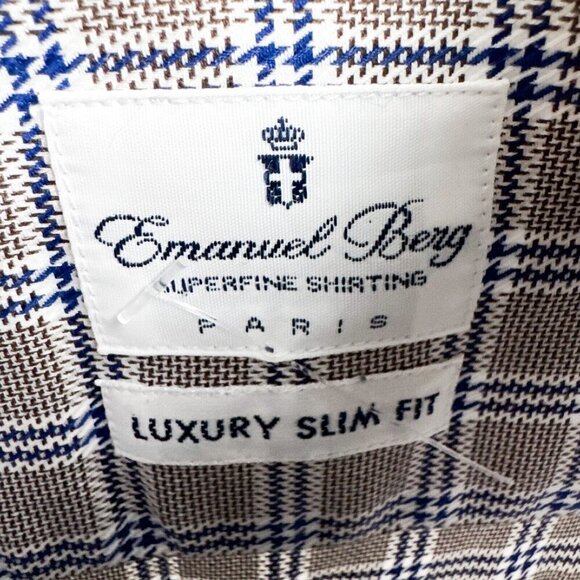 Emanuel Berg
SUPERFINE SHIRTING
PARIS
LUXURY SLIM FIT